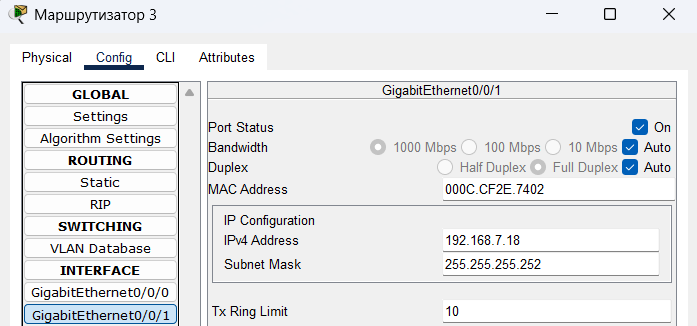 Маршрутизатор 3
Physical Config CLI Attributes
GLOBAL
Settings
Algorithm Settings
ROUTING
Static
RIP
SWITCHING
VLAN Database
INTERFACE
GigabitEthernet0/0/0
GigabitEthernet0/0/1
GigabitEthernet0/0/1
Port Status On
Bandwidth 1000 Mbps 100 Mbps 10 Mbps Auto
Duplex Half Duplex Full Duplex Auto
MAC Address 000C.CF2E.7402
IP Configuration
IPv4 Address 192.168.7.18
Subnet Mask 255.255.255.252
Tx Ring Limit 10